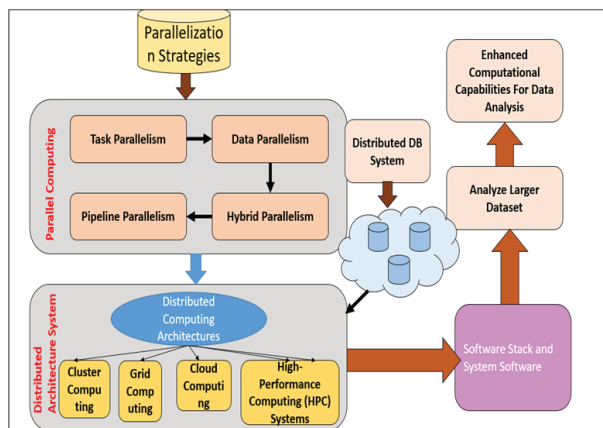 Parallelizatio
n Strategies
Parallel Computing
Task Parallelism
Data Parallelism
Pipeline Parallelism
Hybrid Parallelism
Distributed DB
System
Enhanced
Computational
Capabilities For Data
Analysis
Analyze Larger
Dataset
Distributed
Architecture System
Distributed
Computing
Architectures
Cluster
Compu
ting
Grid
Comp
uting
Cloud
Computi
ng
High-
Performance
Computing (HPC)
Systems
Software Stack and
System Software